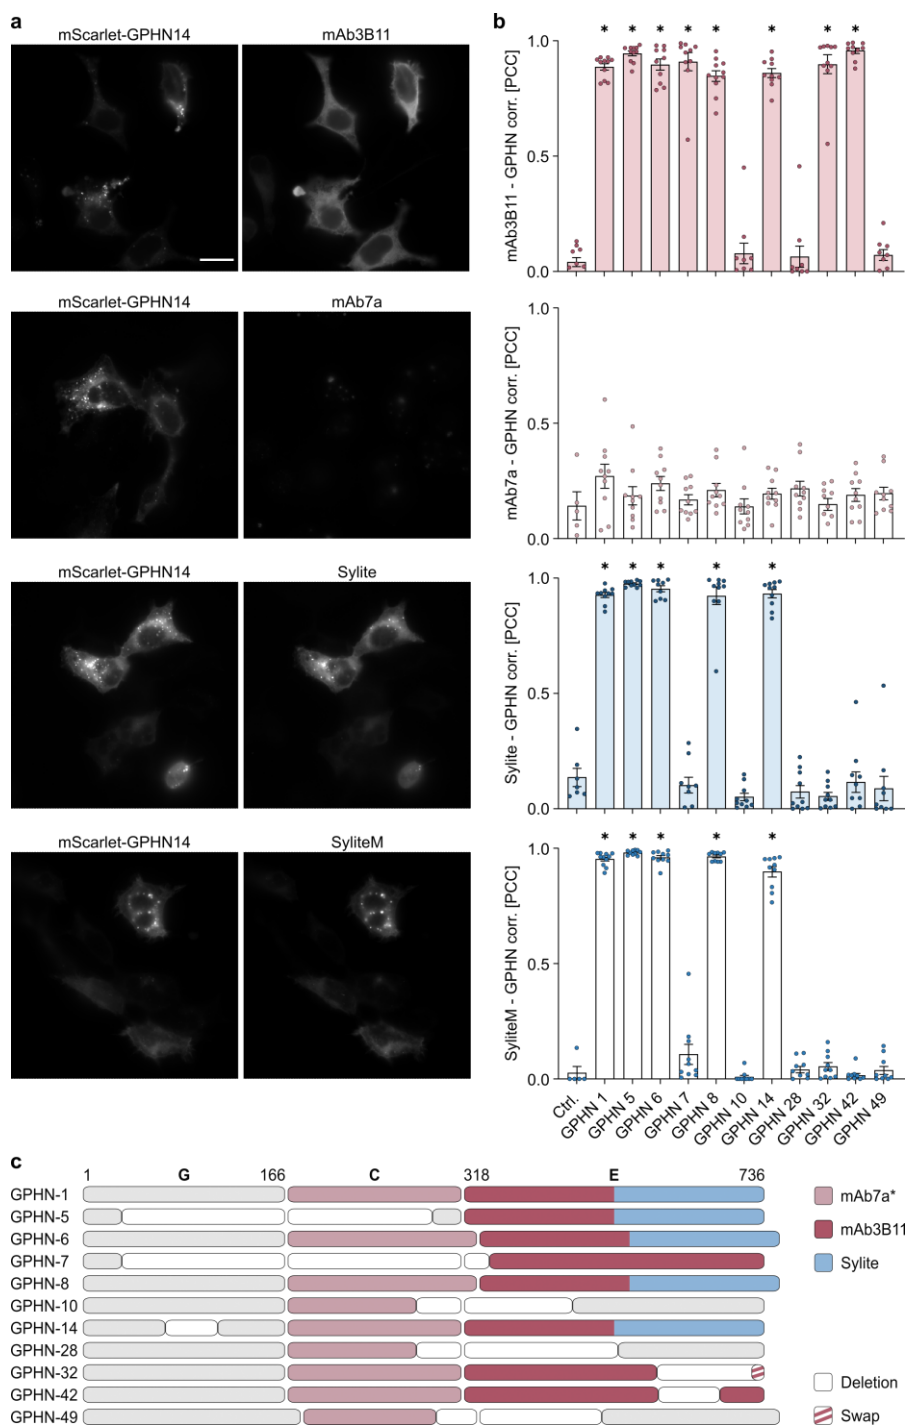 a
mScarlet-GPHN14 mAb3B11
mScarlet-GPHN14 mAb7a
mScarlet-GPHN14 Sylite
mScarlet-GPHN14 SyliteM
b
* * * * * * * *
1.0
0.5
0.0
mAb3B11 - GPHN corr. [PCC]
1.0
0.5
0.0
mAb7a - GPHN corr. [PCC]
* * * * *
1.0
0.5
0.0
Sylite - GPHN corr. [PCC]
* * * * *
1.0
0.5
0.0
SyliteM - GPHN corr. [PCC]
Ctrl.
GPHN 1
GPHN 5
GPHN 6
GPHN 7
GPHN 8
GPHN 10
GPHN 14
GPHN 28
GPHN 32
GPHN 42
GPHN 49
c
1 G 166 C 318 E 736
GPHN-1
GPHN-5
GPHN-6
GPHN-7
GPHN-8
GPHN-10
GPHN-14
GPHN-28
GPHN-32
GPHN-42
GPHN-49
mAb7a*
mAb3B11
Sylite
Deletion
Swap